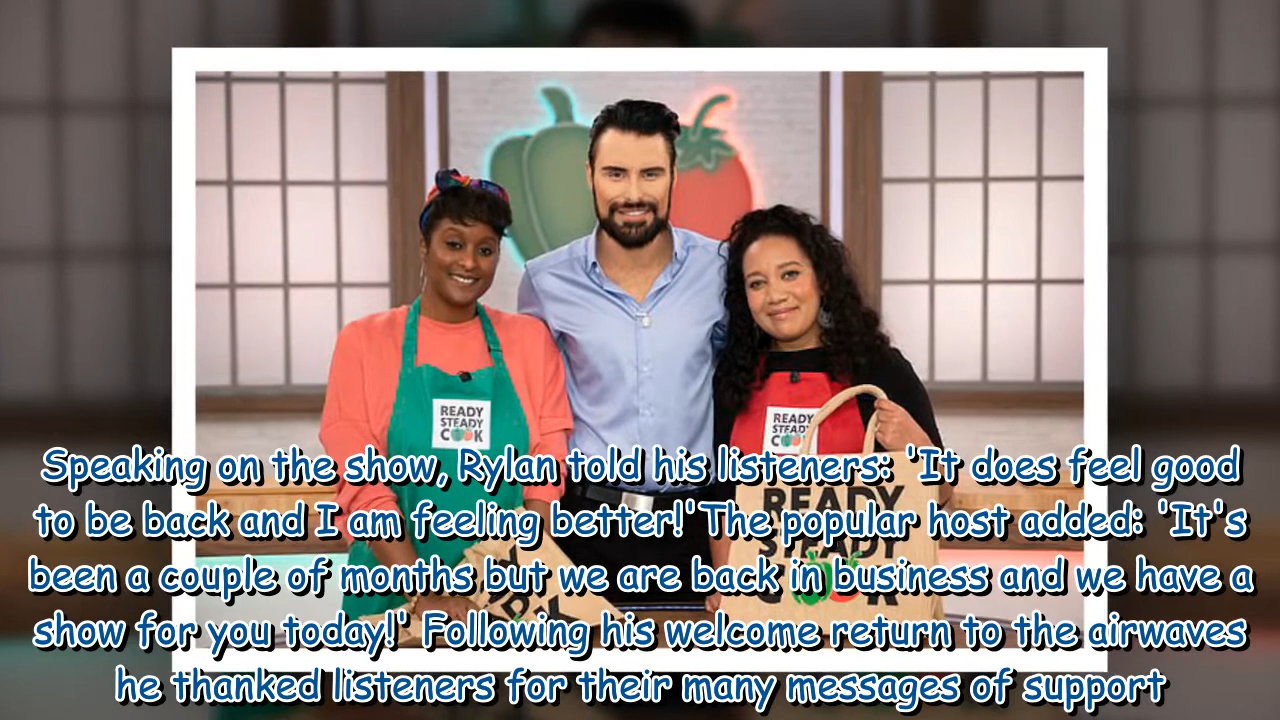 READY
STEADY
COOK
READY
STEADY
COOK
Speaking on the show, Rylan told his listeners: 'It does feel good
to be back and I am feeling better!' The popular host added: 'It's
been a couple of months but we are back in business and we have a
show for you today!' Following his welcome return to the airwaves
he thanked listeners for their many messages of support
READY
STEADY
COOK